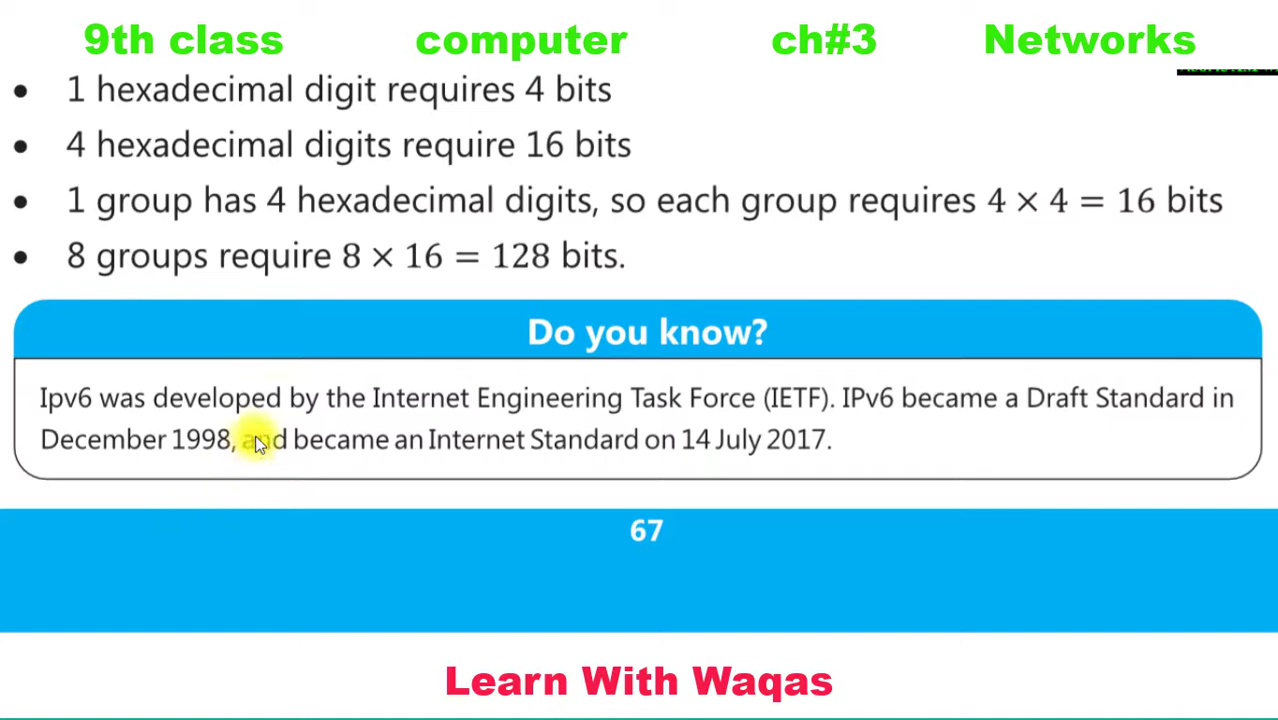 9th class computer ch#3 Networks
• 1 hexadecimal digit requires 4 bits
• 4 hexadecimal digits require 16 bits
• 1 group has 4 hexadecimal digits, so each group requires 4 × 4 = 16 bits
• 8 groups require 8 × 16 = 128 bits.
Do you know?
Ipv6 was developed by the Internet Engineering Task Force (IETF). IPv6 became a Draft Standard in
December 1998, and became an Internet Standard on 14 July 2017.
67
Learn With Waqas